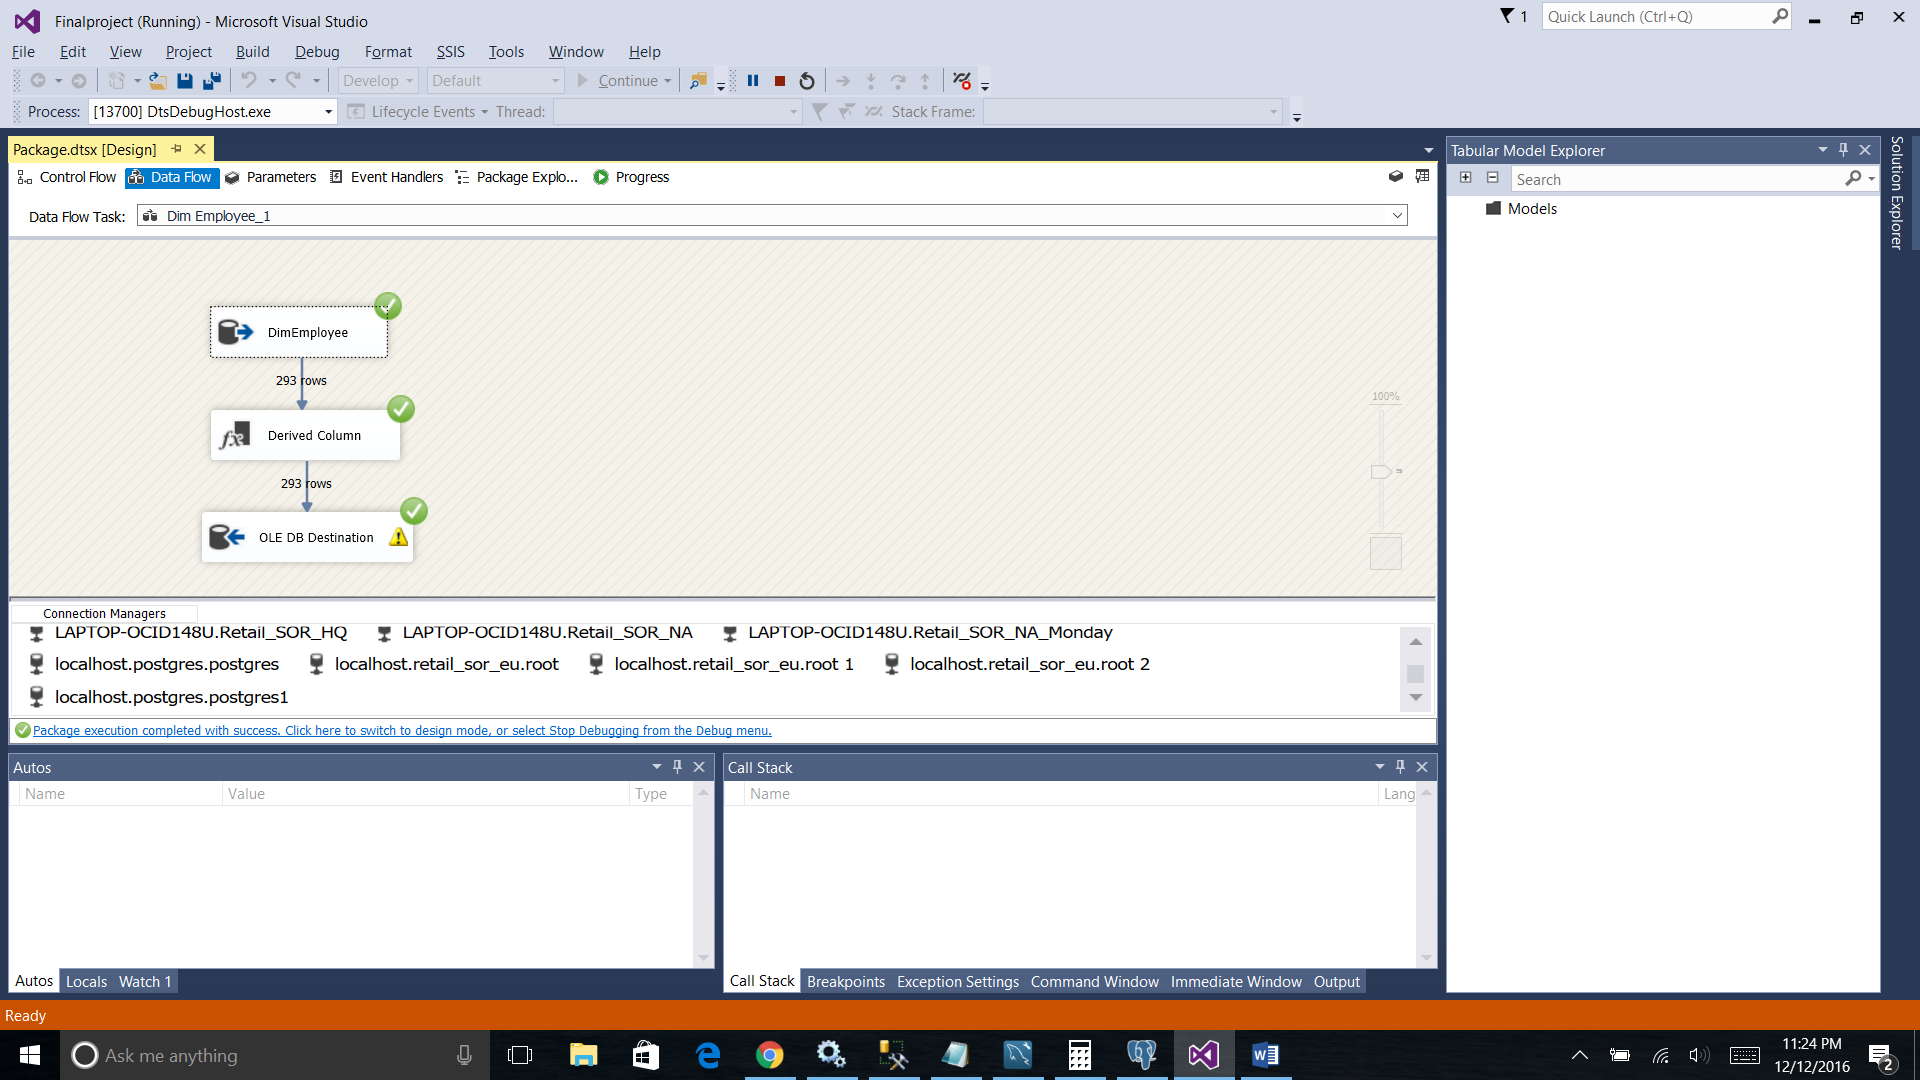 Finalproject (Running) - Microsoft Visual Studio
1
Quick Launch (Ctrl+Q)
File Edit View Project Build Debug Format SSIS Tools Window Help
Develop Default Continue
Process: [13700] DtsDebugHost.exe Lifecycle Events Thread: Stack Frame:
Package.dtsx [Design]
Control Flow Data Flow Parameters Event Handlers Package Explo... Progress
Data Flow Task: Dim Employee_1
DimEmployee
293 rows
fx Derived Column
293 rows
OLE DB Destination
100%
Connection Managers
LAPTOP-OCID148U.Retail_SOR_HQ LAPTOP-OCID148U.Retail_SOR_NA LAPTOP-OCID148U.Retail_SOR_NA_Monday
localhost.postgres.postgres localhost.retail_sor_eu.root localhost.retail_sor_eu.root 1 localhost.retail_sor_eu.root 2
localhost.postgres.postgres1
Package execution completed with success. Click here to switch to design mode, or select Stop Debugging from the Debug menu.
Tabular Model Explorer
Search
Models
Solution Explorer
Autos
Name Value Type
Autos Locals Watch 1
Call Stack
Name Lang
Call Stack Breakpoints Exception Settings Command Window Immediate Window Output
Ready
Ask me anything
11:24 PM
12/12/2016
2